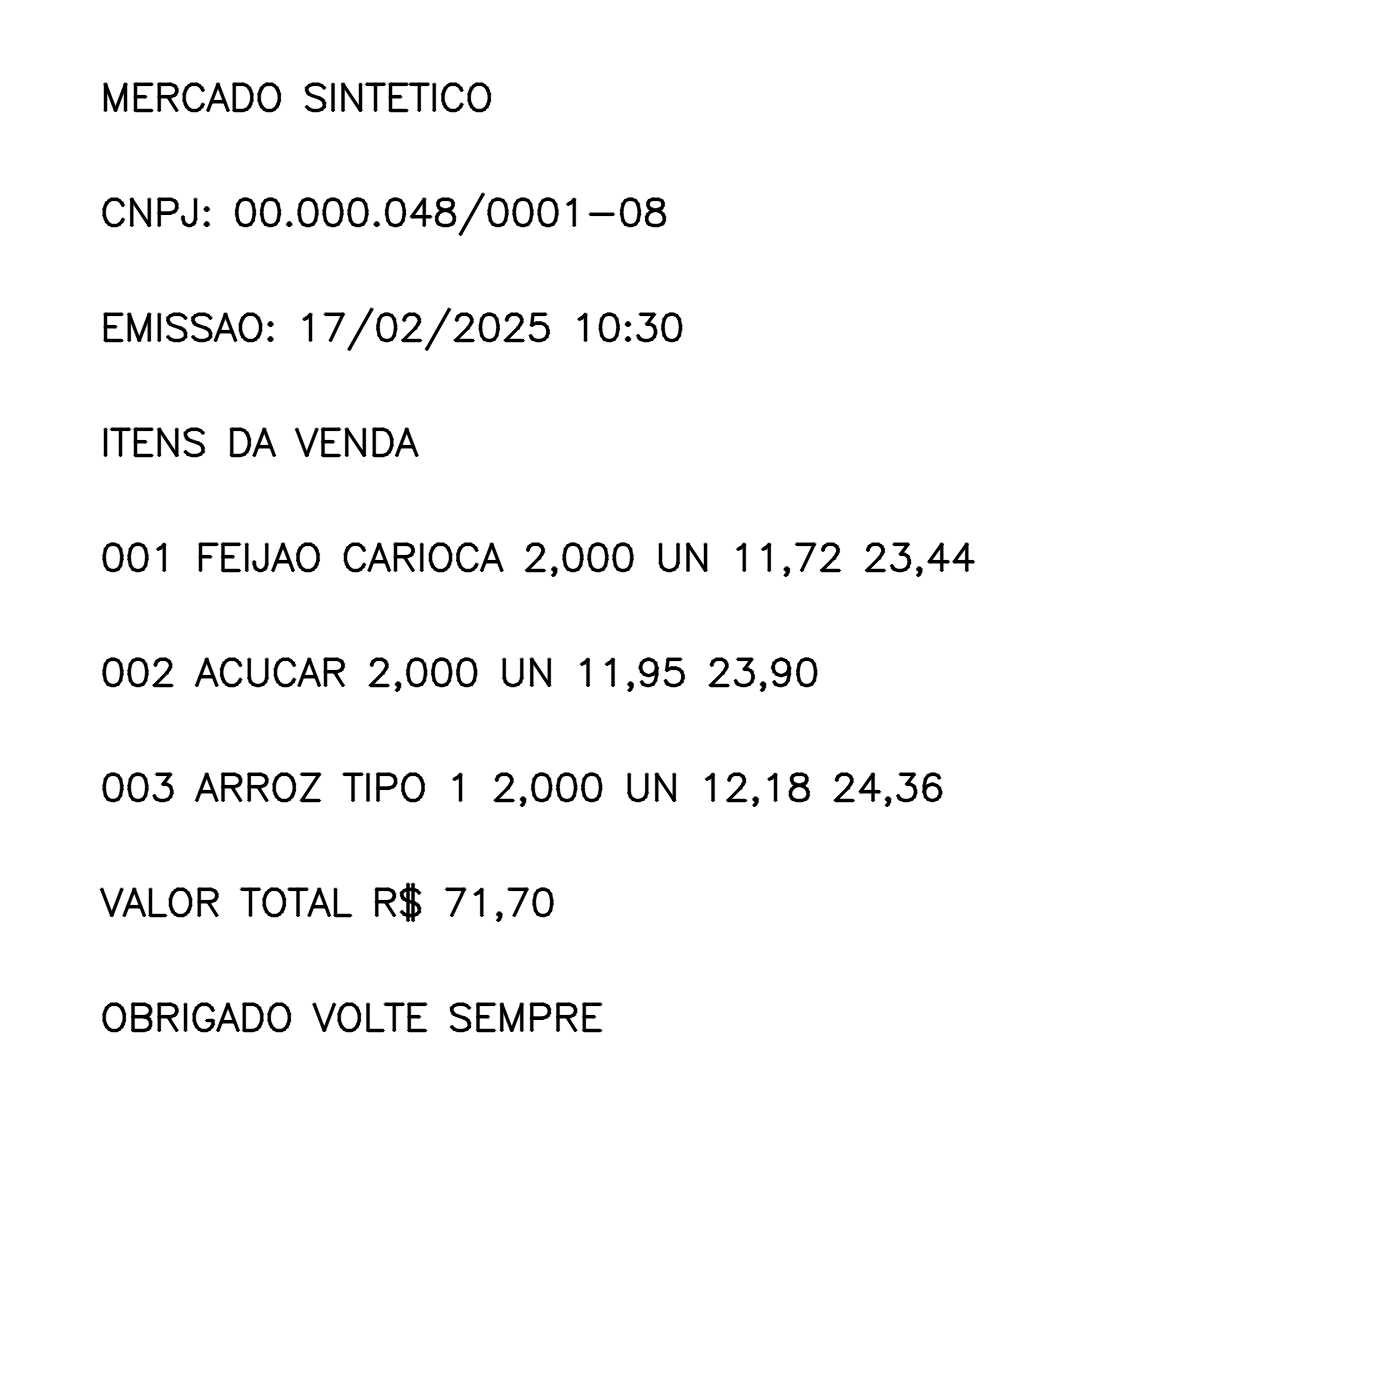 MERCADO SINTETICO
CNPJ: 00.000.048/0001-08
EMISSAO: 17/02/2025 10:30
ITENS DA VENDA
001 FEIJAO CARIOCA 2,000 UN 11,72 23,44
002 ACUCAR 2,000 UN 11,95 23,90
003 ARROZ TIPO 1 2,000 UN 12,18 24,36
VALOR TOTAL R$ 71,70
OBRIGADO VOLTE SEMPRE